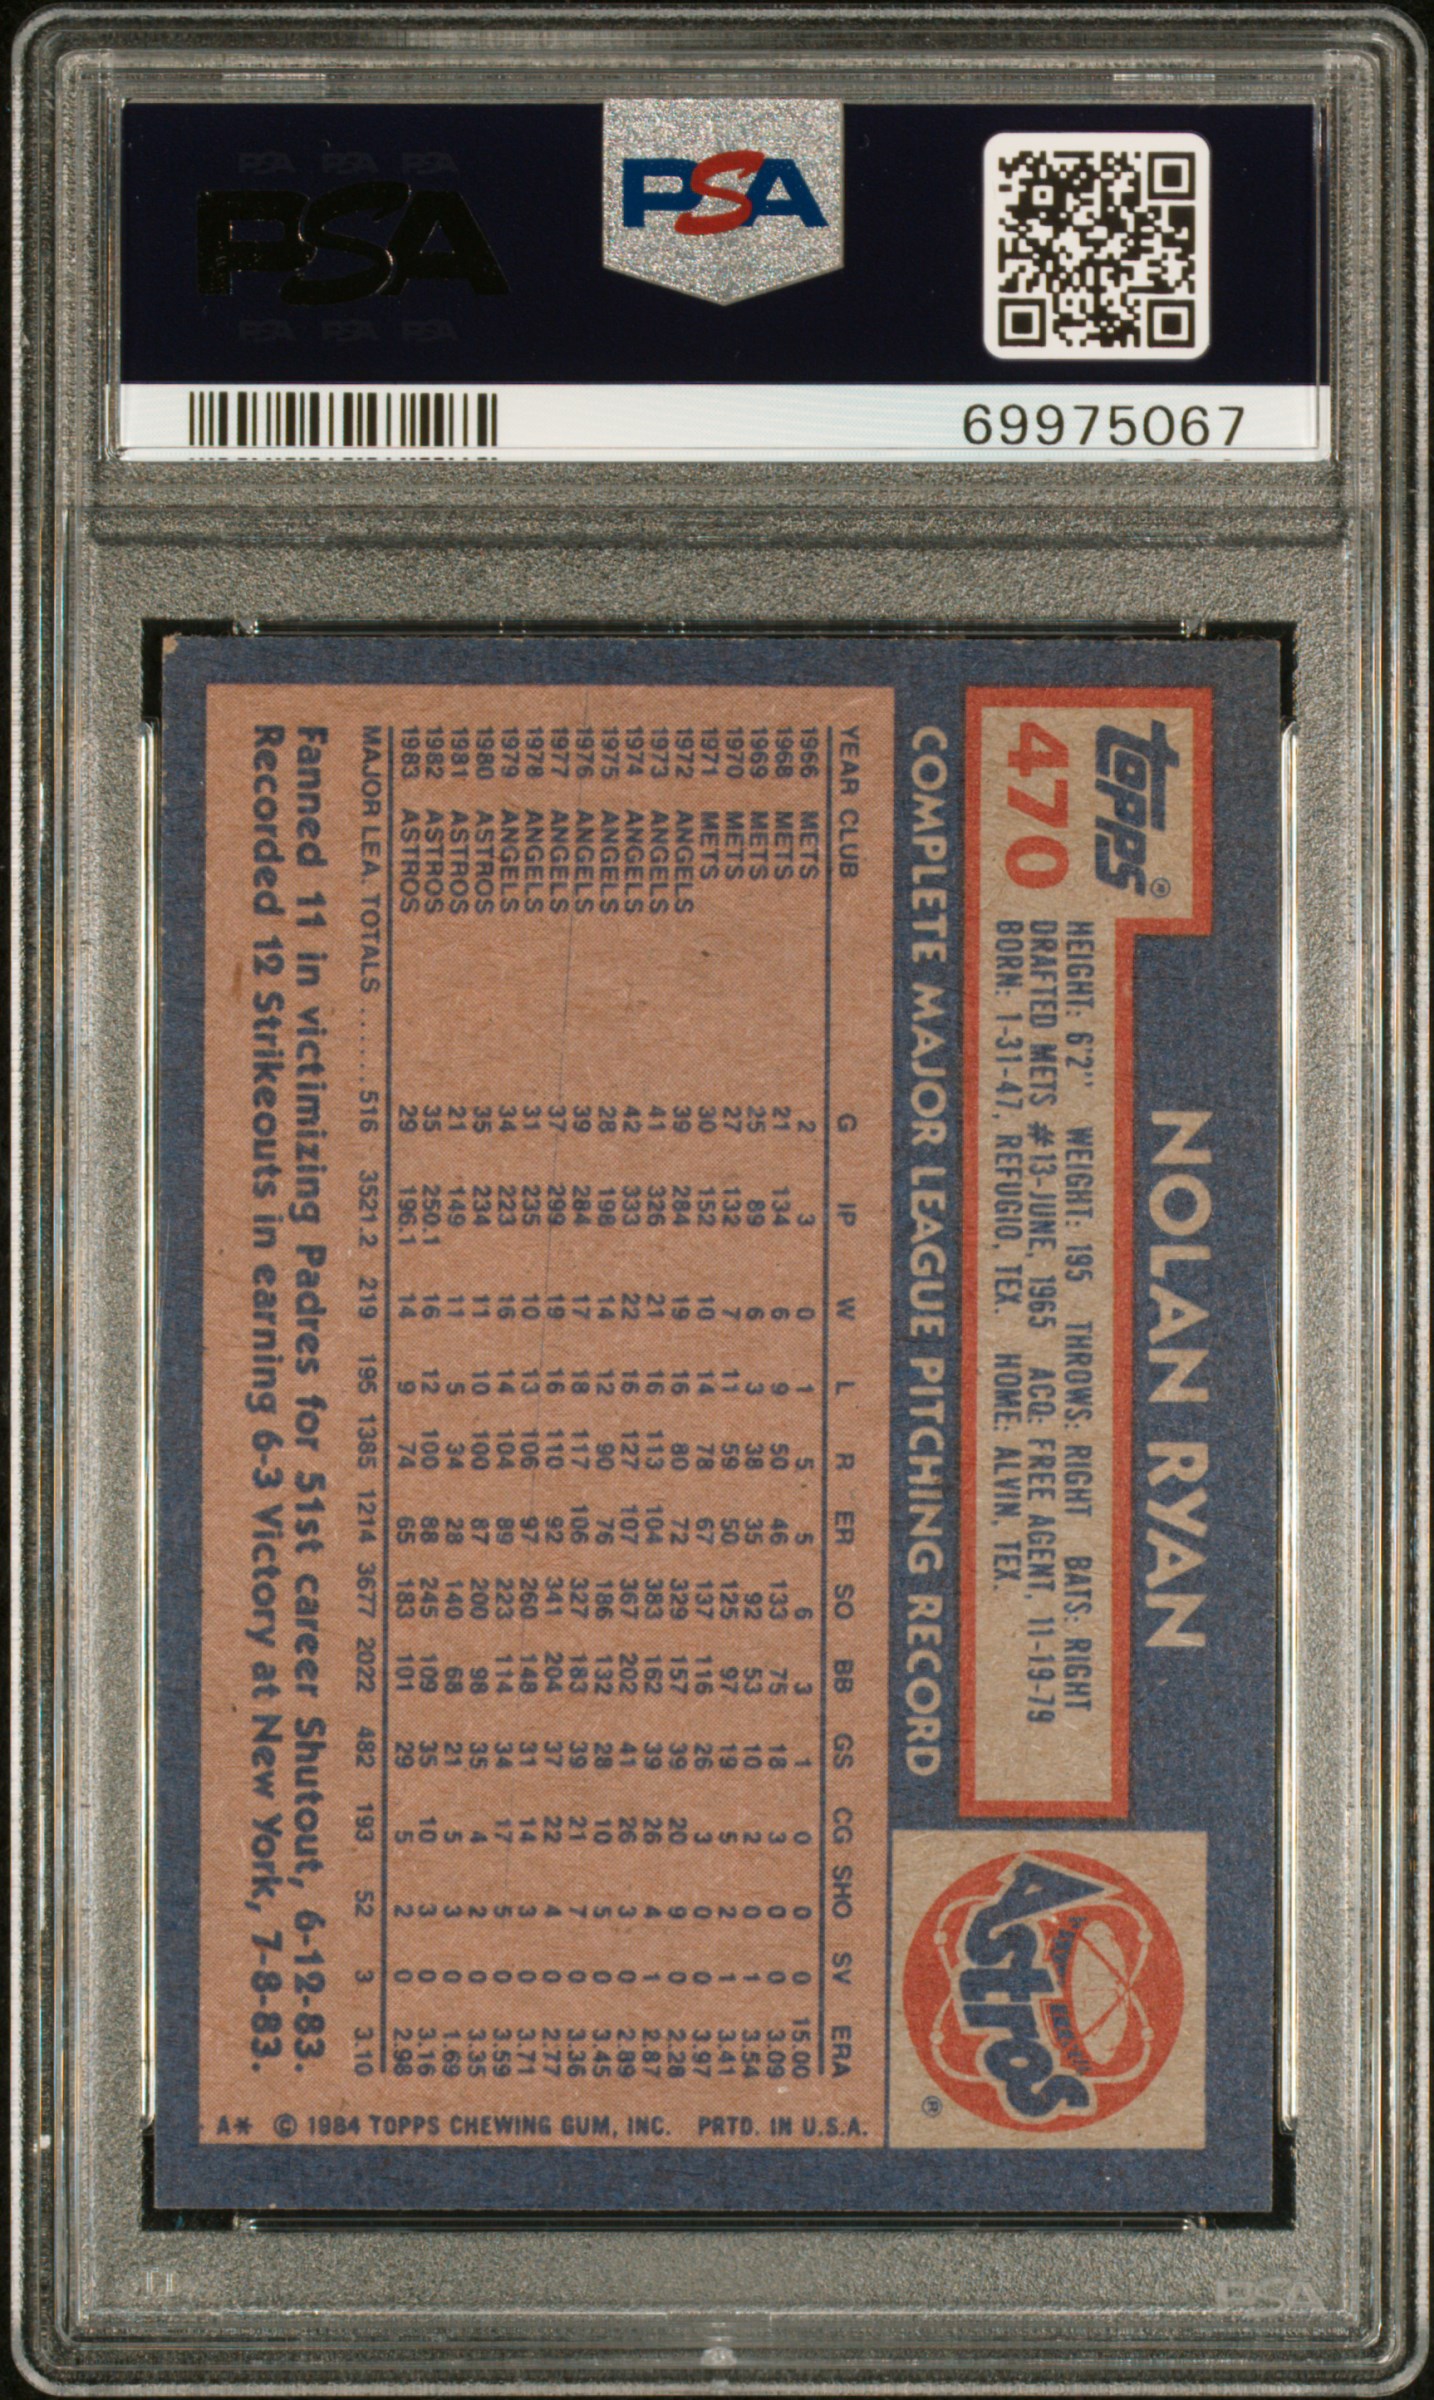 PSA PSA PSA
PSA
PSA PSA PSA
PSA
69975067
topps®
470
NOLAN RYAN
HEIGHT: 6'2" WEIGHT: 195 THROWS: RIGHT BATS: RIGHT
DRAFTED METS #13-JUNE, 1965 ACQ: FREE AGENT, 11-19-79
BORN: 1-31-47, REFUGIO, TEX. HOME: ALVIN, TEX.
Astros
®
COMPLETE MAJOR LEAGUE PITCHING RECORD
YEAR CLUB G IP W L R ER SO BB GS CG SHO SV ERA
1966 METS 2 3 0 1 5 5 6 3 1 0 0 0 15.00
1968 METS 21 134 6 9 50 46 133 75 18 3 0 0 3.09
1969 METS 25 89 6 3 38 35 92 53 10 2 0 1 3.54
1970 METS 27 132 7 11 59 50 125 97 19 5 2 1 3.41
1971 METS 30 152 10 14 78 67 137 116 26 3 0 0 3.97
1972 ANGELS 39 284 19 16 80 72 329 157 39 20 9 0 2.28
1973 ANGELS 41 326 21 16 113 104 383 162 39 26 4 1 2.87
1974 ANGELS 42 333 22 16 127 107 367 202 41 26 3 0 2.89
1975 ANGELS 28 198 14 12 90 76 186 132 28 10 5 0 3.45
1976 ANGELS 39 284 17 18 117 106 327 183 39 21 7 0 3.36
1977 ANGELS 37 299 19 16 110 92 341 204 37 22 4 0 2.77
1978 ANGELS 31 235 10 13 106 97 260 148 31 14 3 0 3.71
1979 ANGELS 34 223 16 14 104 89 223 114 34 17 5 0 3.59
1980 ASTROS 35 234 11 10 100 87 200 98 35 4 2 0 3.35
1981 ASTROS 21 149 11 5 34 28 140 68 21 5 3 0 1.69
1982 ASTROS 35 250.1 16 12 100 88 245 109 35 10 3 0 3.16
1983 ASTROS 29 196.1 14 9 74 65 183 101 29 5 2 0 2.98
MAJOR LEA. TOTALS ...... 516 3521.2 219 195 1385 1214 3677 2022 482 193 52 3 3.10
Fanned 11 in victimizing Padres for 51st career Shutout, 6-12-83.
Recorded 12 Strikeouts in earning 6-3 Victory at New York, 7-8-83.
A* © 1984 TOPPS CHEWING GUM, INC. PRTD. IN U.S.A.
PSA